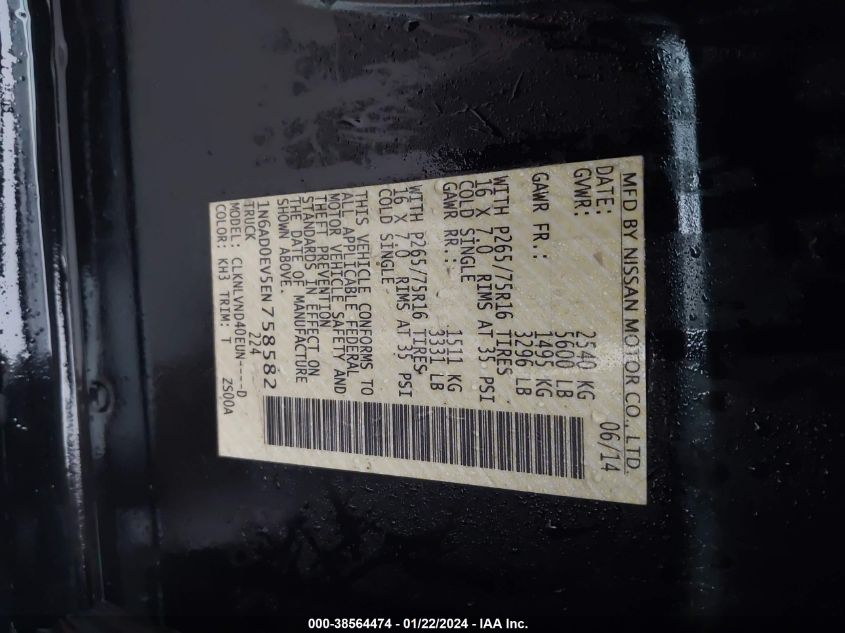 MFD BY NISSAN MOTOR CO., LTD.
DATE: 06/14
GVWR: 2540 KG
5600 LB
GAWR FR.: 1495 KG
3296 LB
WITH P265/75R16 TIRES
16 X 7.0 RIMS AT 35 PSI
COLD SINGLE
GAWR RR.: 1511 KG
3331 LB
WITH P265/75R16 TIRES
16 X 7.0 RIMS AT 35 PSI
COLD SINGLE
THIS VEHICLE CONFORMS TO
ALL APPLICABLE FEDERAL
MOTOR VEHICLE SAFETY AND
THEFT PREVENTION
STANDARDS IN EFFECT ON
THE DATE OF MANUFACTURE
SHOWN ABOVE.
1N6AD0EV5EN758582
TRUCK 224
MODEL: CLKNLVND40EUN----D
COLOR: KH3 TRIM: T ZS00A
000-38564474 - 01/22/2024 - IAA Inc.